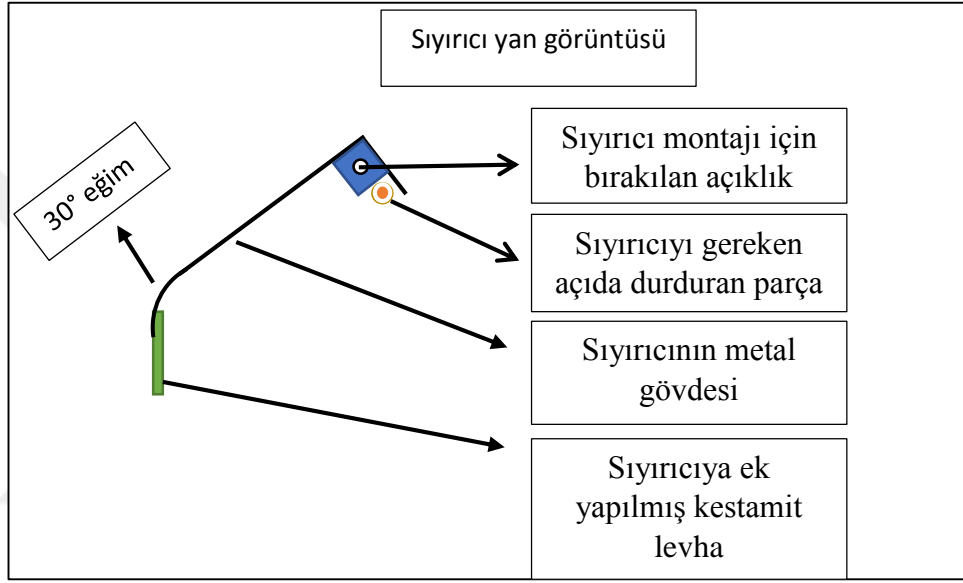 Sıyırıcı yan görüntüsü
30° eğim
Sıyırıcı montajı için
bırakılan açıklık
Sıyırıcıyı gereken
açıda durduran parça
Sıyırıcının metal
gövdesi
Sıyırıcıya ek
yapılmış kestamit
levha